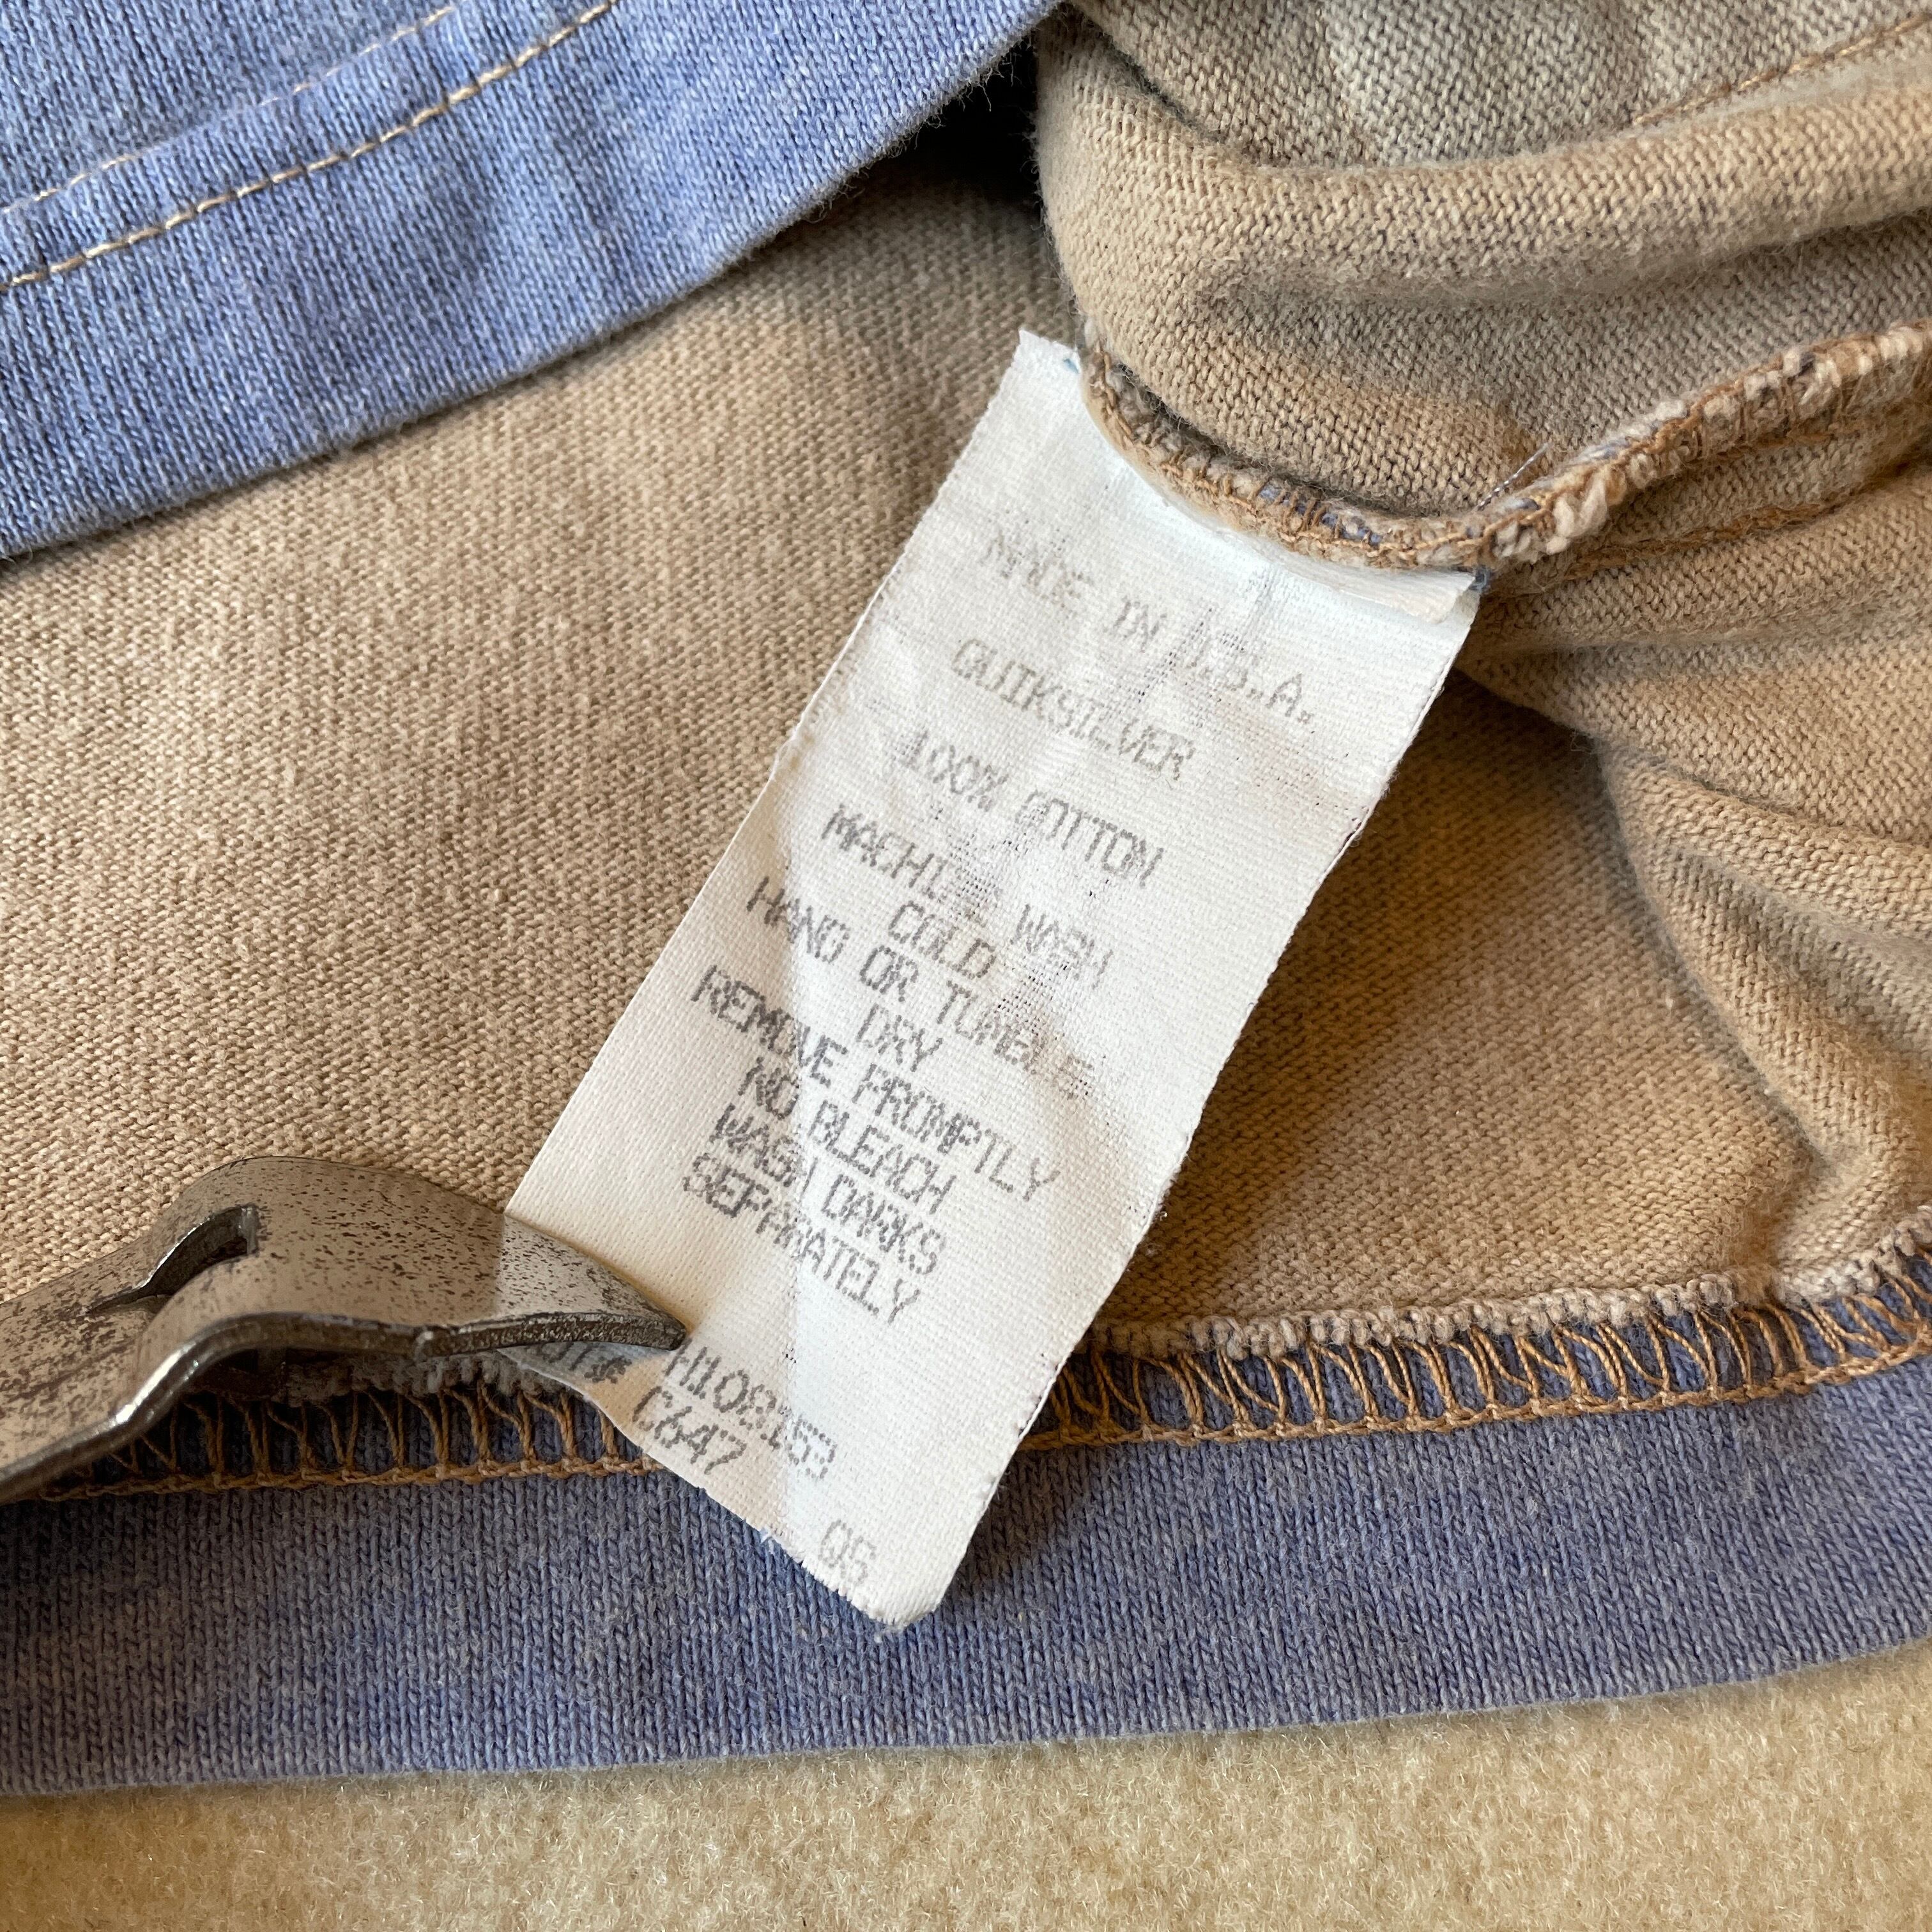 MADE IN U.S.A.
QUIKSILVER
100% COTTON
MACHINE WASH
COLD
HAND OR TUMBLE
DRY
REMOVE PROMPTLY
NO BLEACH
WASH DARKS
SEPARATELY
C647
QS